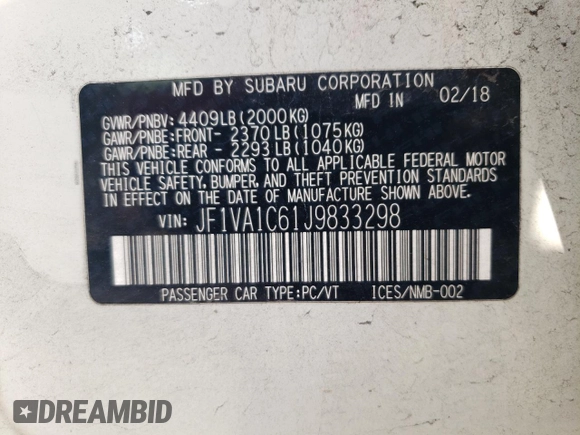 MFD BY SUBARU CORPORATION
MFD IN 02/18
GVWR/PNBV: 4409LB(2000KG)
GAWR/PNBE:FRONT- 2370LB(1075KG)
GAWR/PNBE:REAR - 2293LB(1040KG)
THIS VEHICLE CONFORMS TO ALL APPLICABLE FEDERAL MOTOR
VEHICLE SAFETY, BUMPER, AND THEFT PREVENTION STANDARDS
IN EFFECT ON THE DATE OF MANUFACTURE SHOWN ABOVE.
VIN: JF1VA1C61J9833298
PASSENGER CAR TYPE:PC/VT ICES/NMB-002
DREAMBID